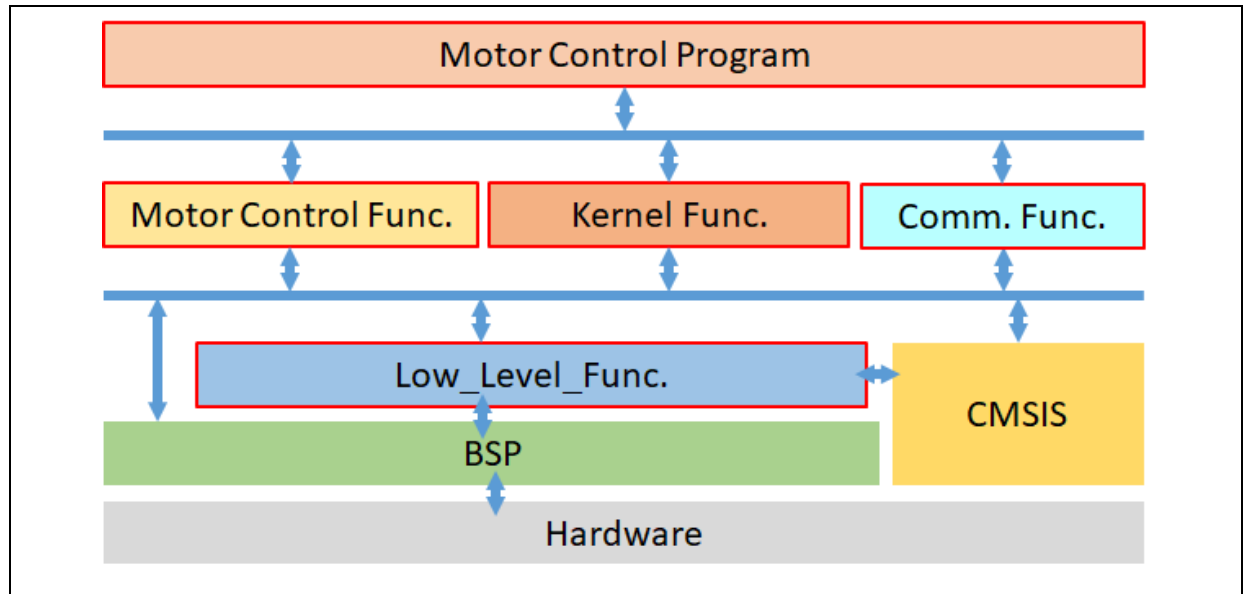 Motor Control Program
Motor Control Func.
Kernel Func.
Comm. Func.
Low_Level_Func.
CMSIS
BSP
Hardware